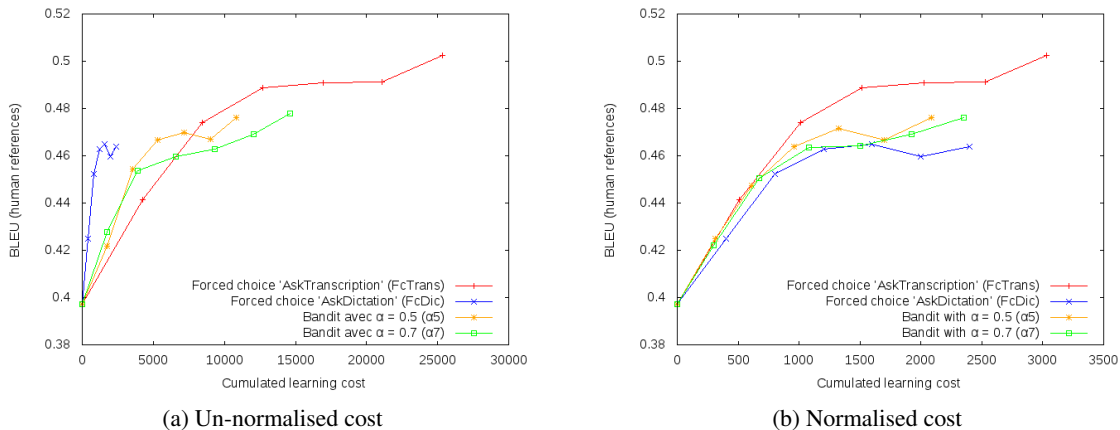 0.52
0.5
0.48
0.46
0.44
0.42
0.4
0.38
BLEU (human references)
Forced choice 'AskTranscription' (FcTrans)
Forced choice 'AskDictation' (FcDic)
Bandit avec α = 0.5 (α5)
Bandit avec α = 0.7 (α7)
0 5000 10000 15000 20000 25000 30000
Cumulated learning cost
(a) Un-normalised cost
0.52
0.5
0.48
0.46
0.44
0.42
0.4
0.38
BLEU (human references)
Forced choice 'AskTranscription' (FcTrans)
Forced choice 'AskDictation' (FcDic)
Bandit with α = 0.5 (α5)
Bandit with α = 0.7 (α7)
0 500 1000 1500 2000 2500 3000 3500
Cumulated learning cost
(b) Normalised cost